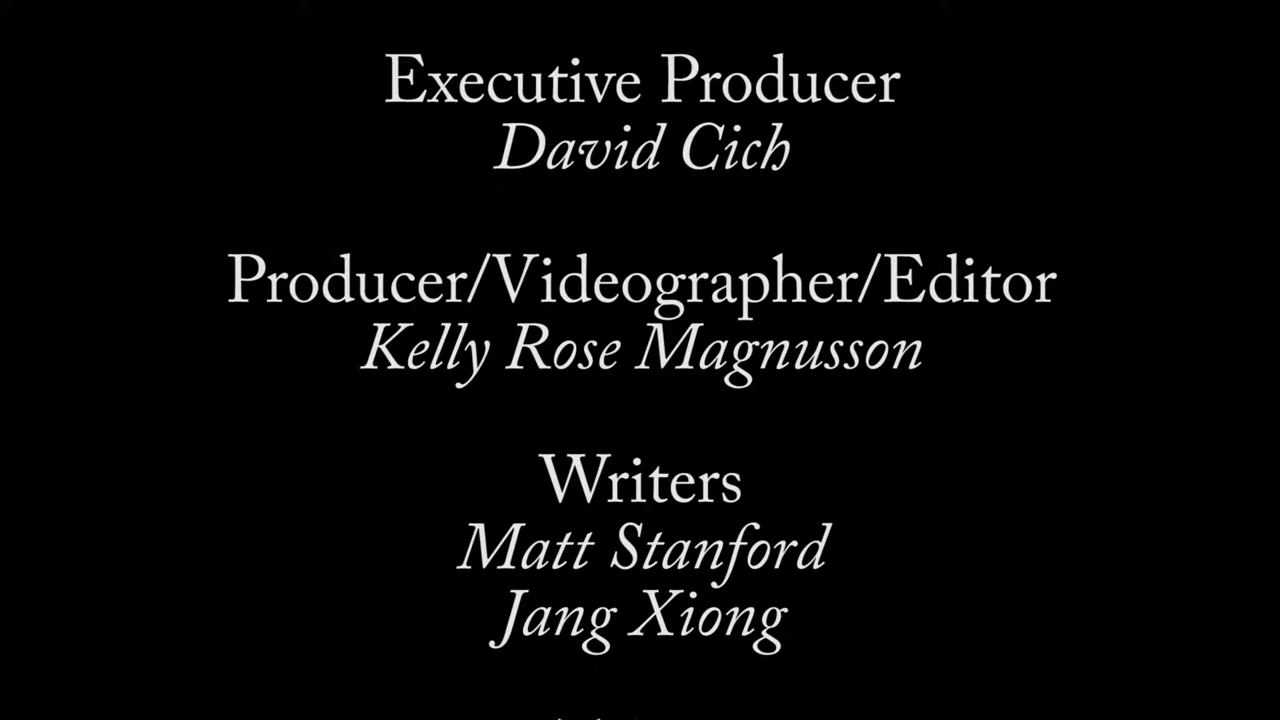 Executive Producer
David Cich
Producer/Videographer/Editor
Kelly Rose Magnusson
Writers
Matt Stanford
Jang Xiong